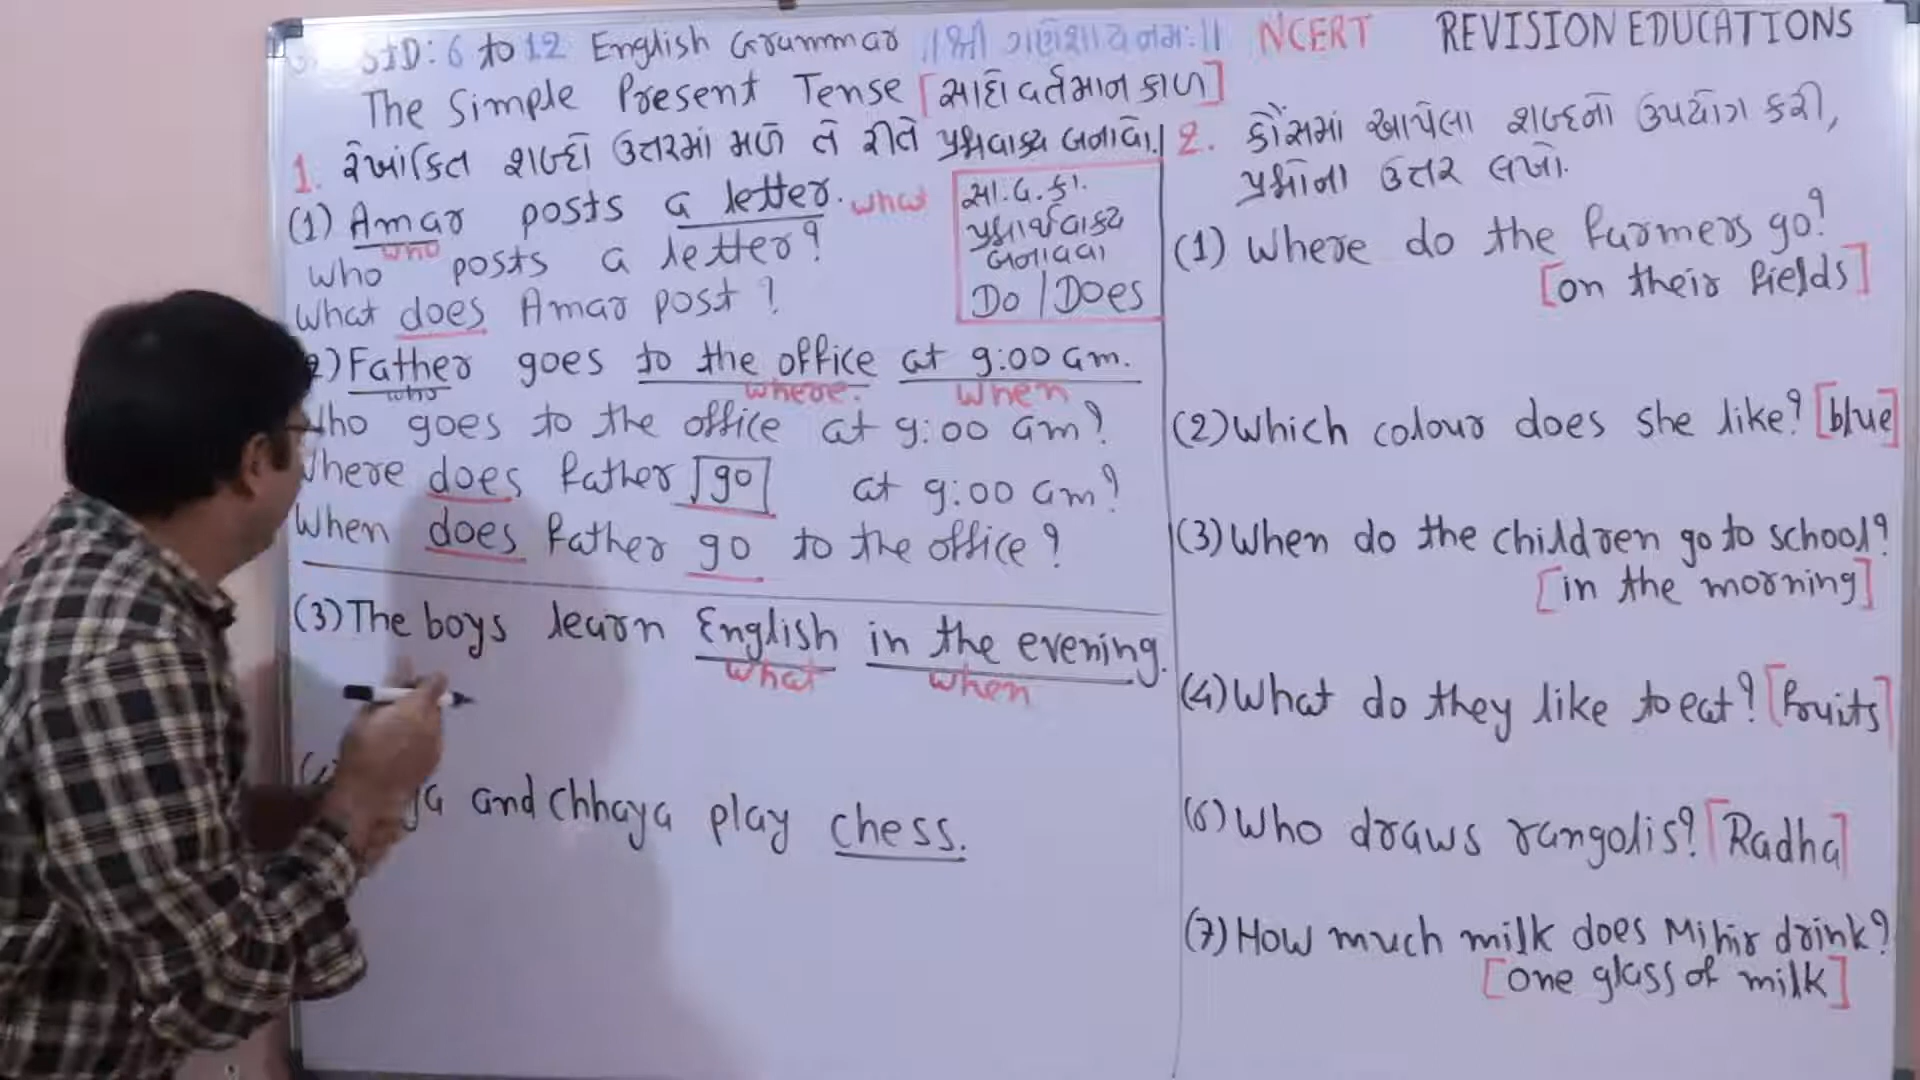 STD: 6 to 12 English Grammar ।।શ્રી ગણેશાય નમઃ।। NCERT REVISION EDUCATIONS
The Simple Present Tense [સાદો વર્તમાન કાળ]
1. રેખાંકિત શબ્દો ઉત્તરમાં મળે તે રીતે પ્રશ્નવાક્ય બનાવો.
(1) Amar posts a letter. what
who
Who posts a letter?
What does Amar post?
સા.વ.કા.
પ્રશ્નાર્થવાક્ય
બનાવવા
Do / Does
2) Father goes to the office at 9:00 am.
who where. when
ho goes to the office at 9:00 am?
here does father go at 9:00 am?
When does father go to the office?
(3) The boys learn English in the evening.
what when
and Chhaya play chess.
2. કૌંસમાં આપેલા શબ્દનો ઉપયોગ કરી,
પ્રશ્નોના ઉત્તર લખો.
(1) Where do the farmers go?
[on their fields]
(2) Which colour does she like? [blue]
(3) When do the children go to school?
[in the morning]
(4) What do they like to eat? [fruits]
(6) Who draws rangolis? [Radha]
(7) How much milk does Mihir drink?
[one glass of milk]